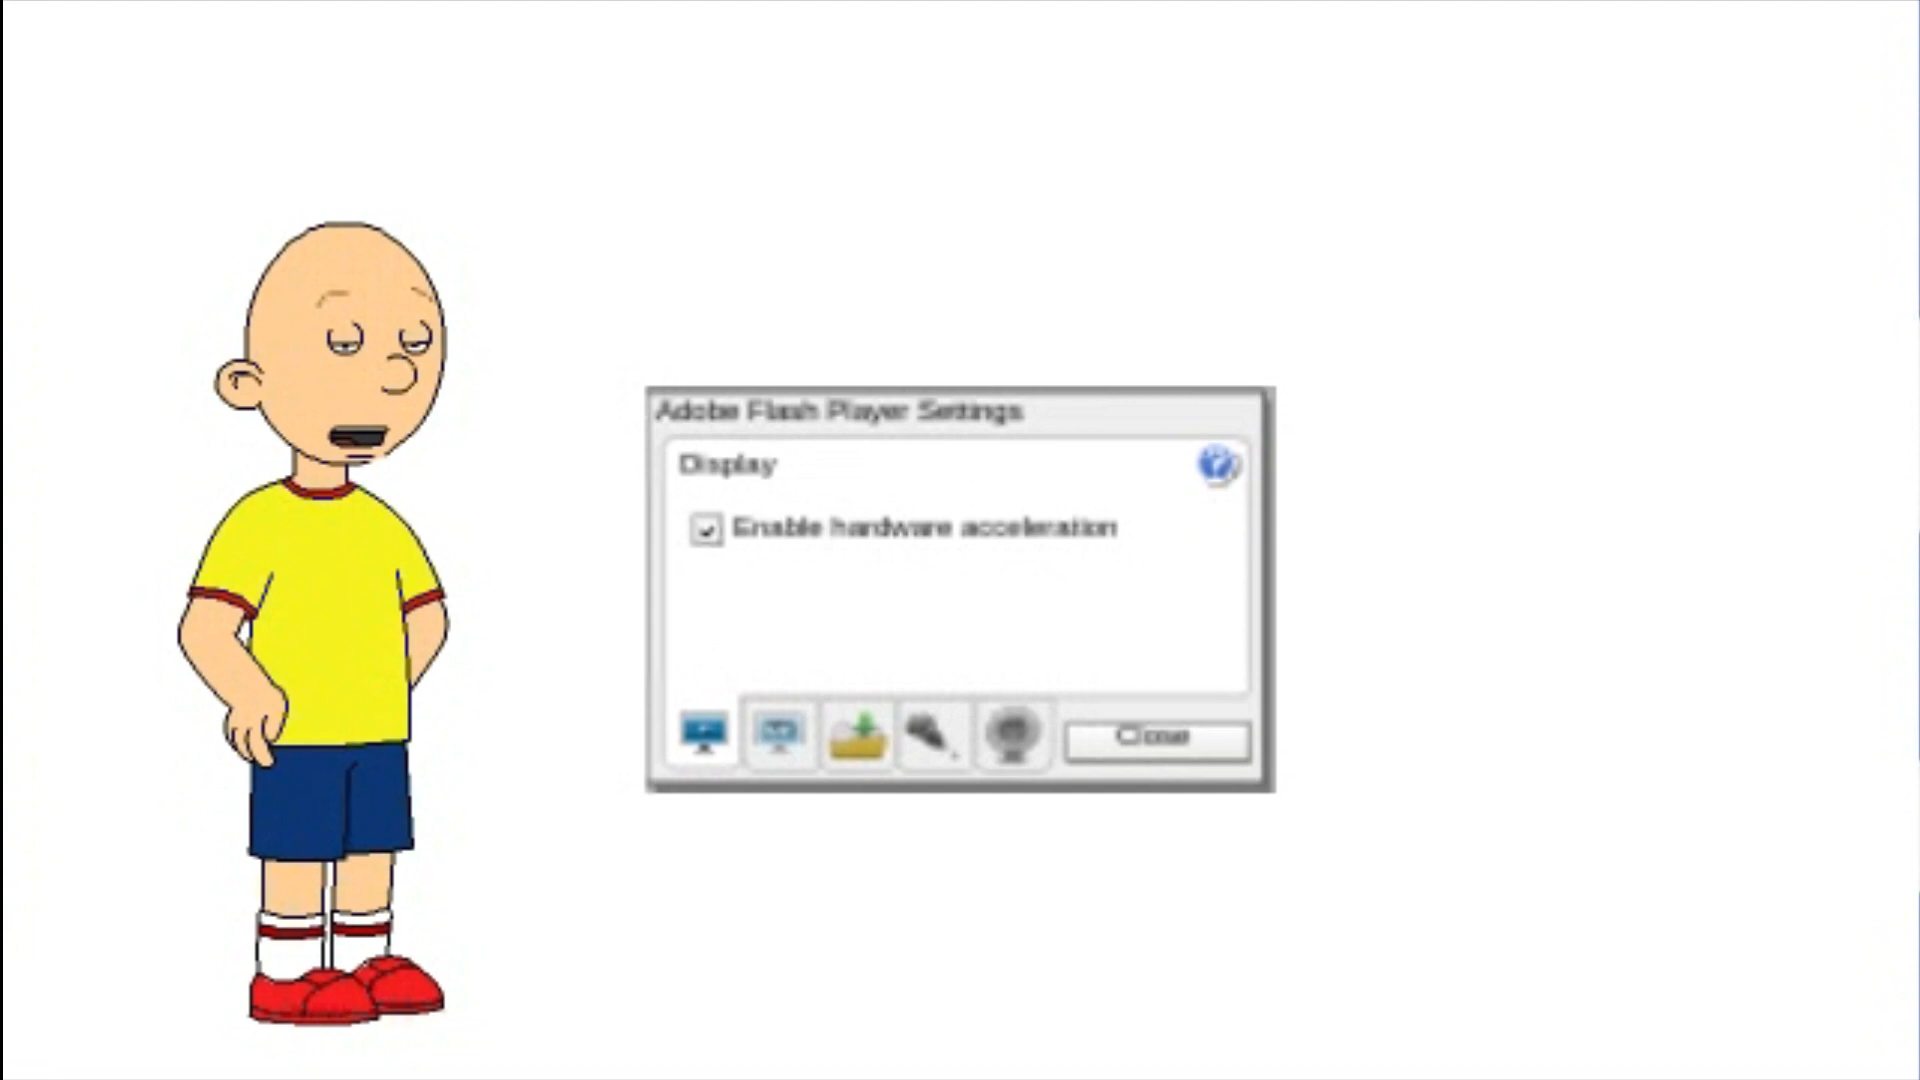 Adobe Flash Player Settings
Display
Enable hardware acceleration
Close